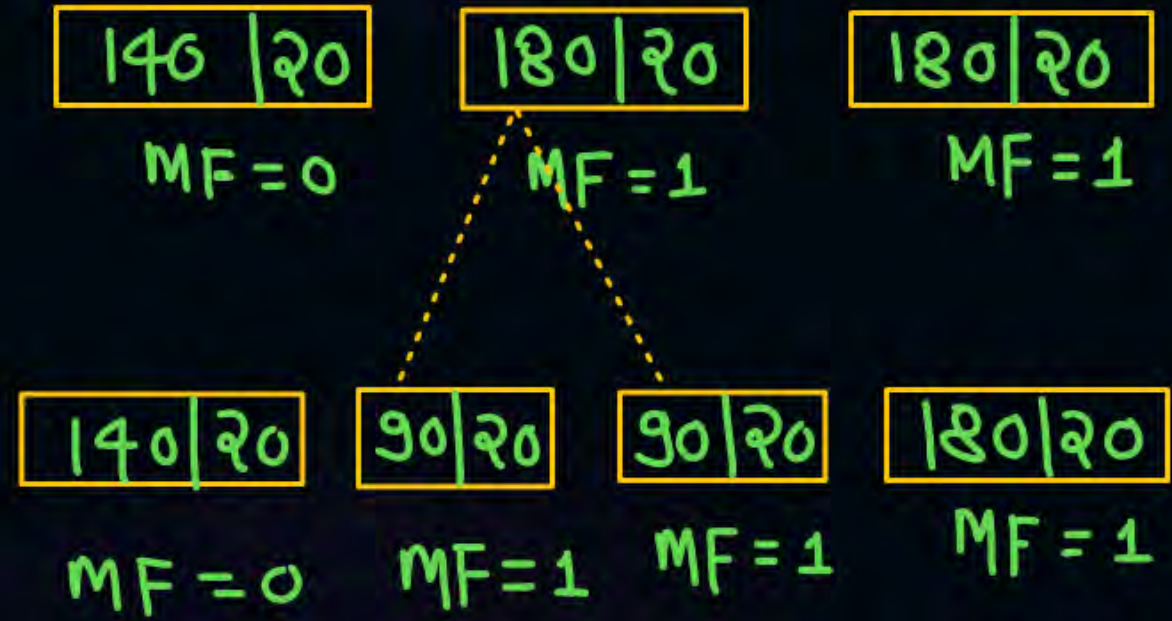 140 | 20 180 | 20 180 | 20
MF = 0 MF = 1 MF = 1
140 | 20 90 | 20 90 | 20 180 | 20
MF = 0 MF = 1 MF = 1 MF = 1